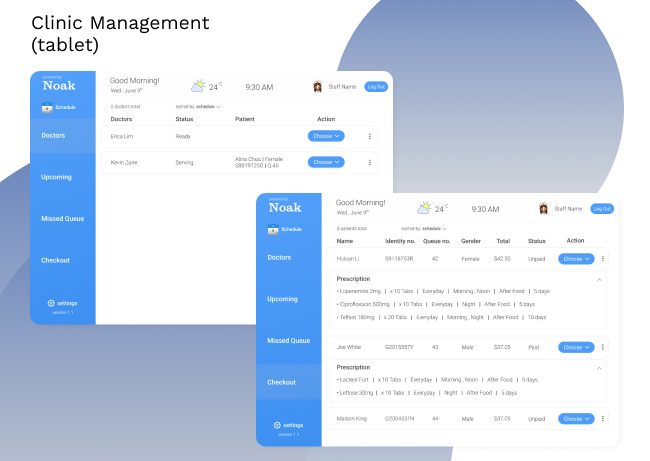 Clinic Management
(tablet)
powered by
Noak
Schedule
Doctors
Upcoming
Missed Queue
Checkout
settings
version 1.1
Good Morning!
Wed, June 9th
24°C
9:30 AM
Staff Name
Log Out
2 doctors total
sorted by: schedule
Doctors Status Patient Action
Erica Lim Ready Choose
Kevin Zane Serving Alina Choo | Female Choose
S8819125G | Q.46
powered by
Noak
Schedule
Doctors
Upcoming
Missed Queue
Checkout
settings
version 1.1
Good Morning!
Wed, June 9th
24°C
9:30 AM
Staff Name
Log Out
3 patients total
sorted by: schedule
Name Identity no. Queue no. Gender Total Status Action
Huisan Li S9116753R 42 Female $42.50 Unpaid Choose
Prescription
• Loperamide 2mg | x 10 Tabs | Everyday | Morning , Noon | After Food | 5 days
• Ciprofloxacin 500mg | x 10 Tabs | Everyday | Night | After Food | 5 days
• Telfast 180mg | x 20 Tabs | Everyday | Morning , Night | After Food | 10 days
Joe White G2015557Y 43 Male $37.05 Paid Choose
Prescription
• Lacteol Fort | x 10 Tabs | Everyday | Morning , Noon | After Food | 5 days
• Leftose 30mg | x 10 Tabs | Everyday | Night | After Food | 5 days
Maison King G2004531N 44 Male $37.05 Unpaid Choose